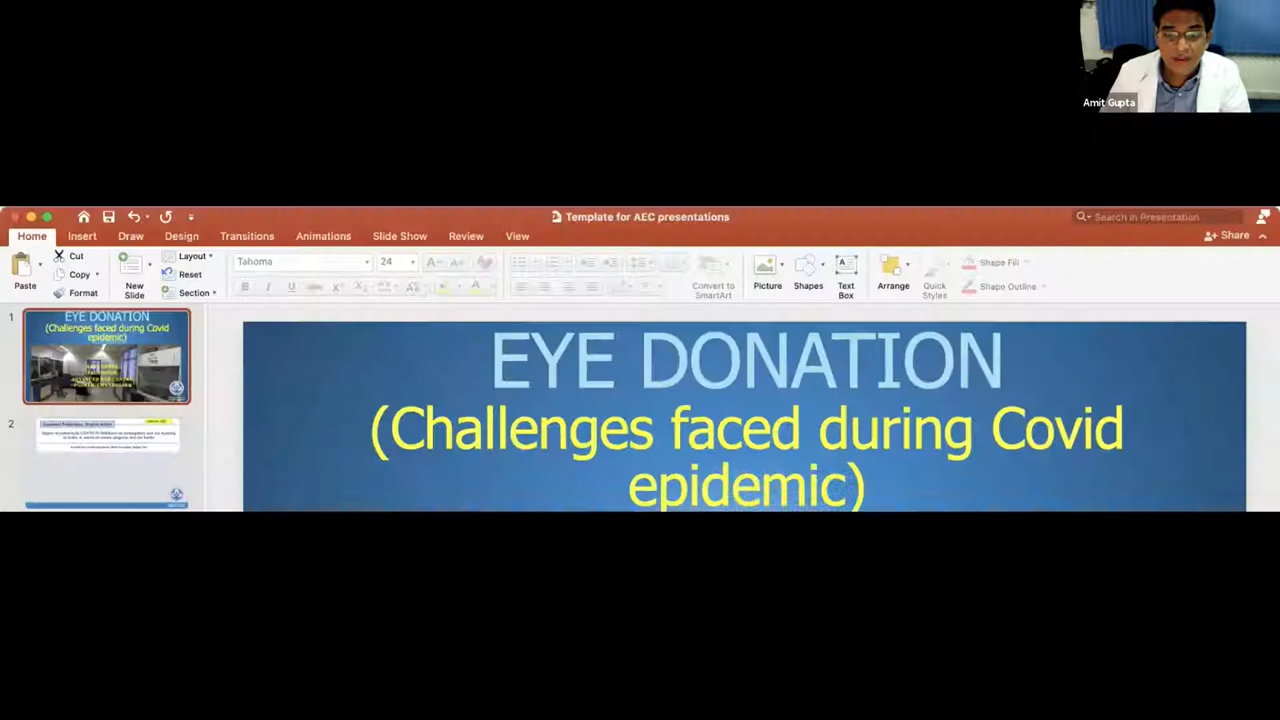 Amit Gupta
Template for AEC presentations
Search in Presentation
Home Insert Draw Design Transitions Animations Slide Show Review View
Share
Paste
Cut
Copy
Format
New
Slide
Layout
Reset
Section
Tahoma
24
Convert to
SmartArt
Picture
Shapes
Text
Box
Arrange
Quick
Styles
Shape Fill
Shape Outline
1
EYE DONATION
(Challenges faced during Covid
epidemic)
2
EYE DONATION
(Challenges faced during Covid
epidemic)